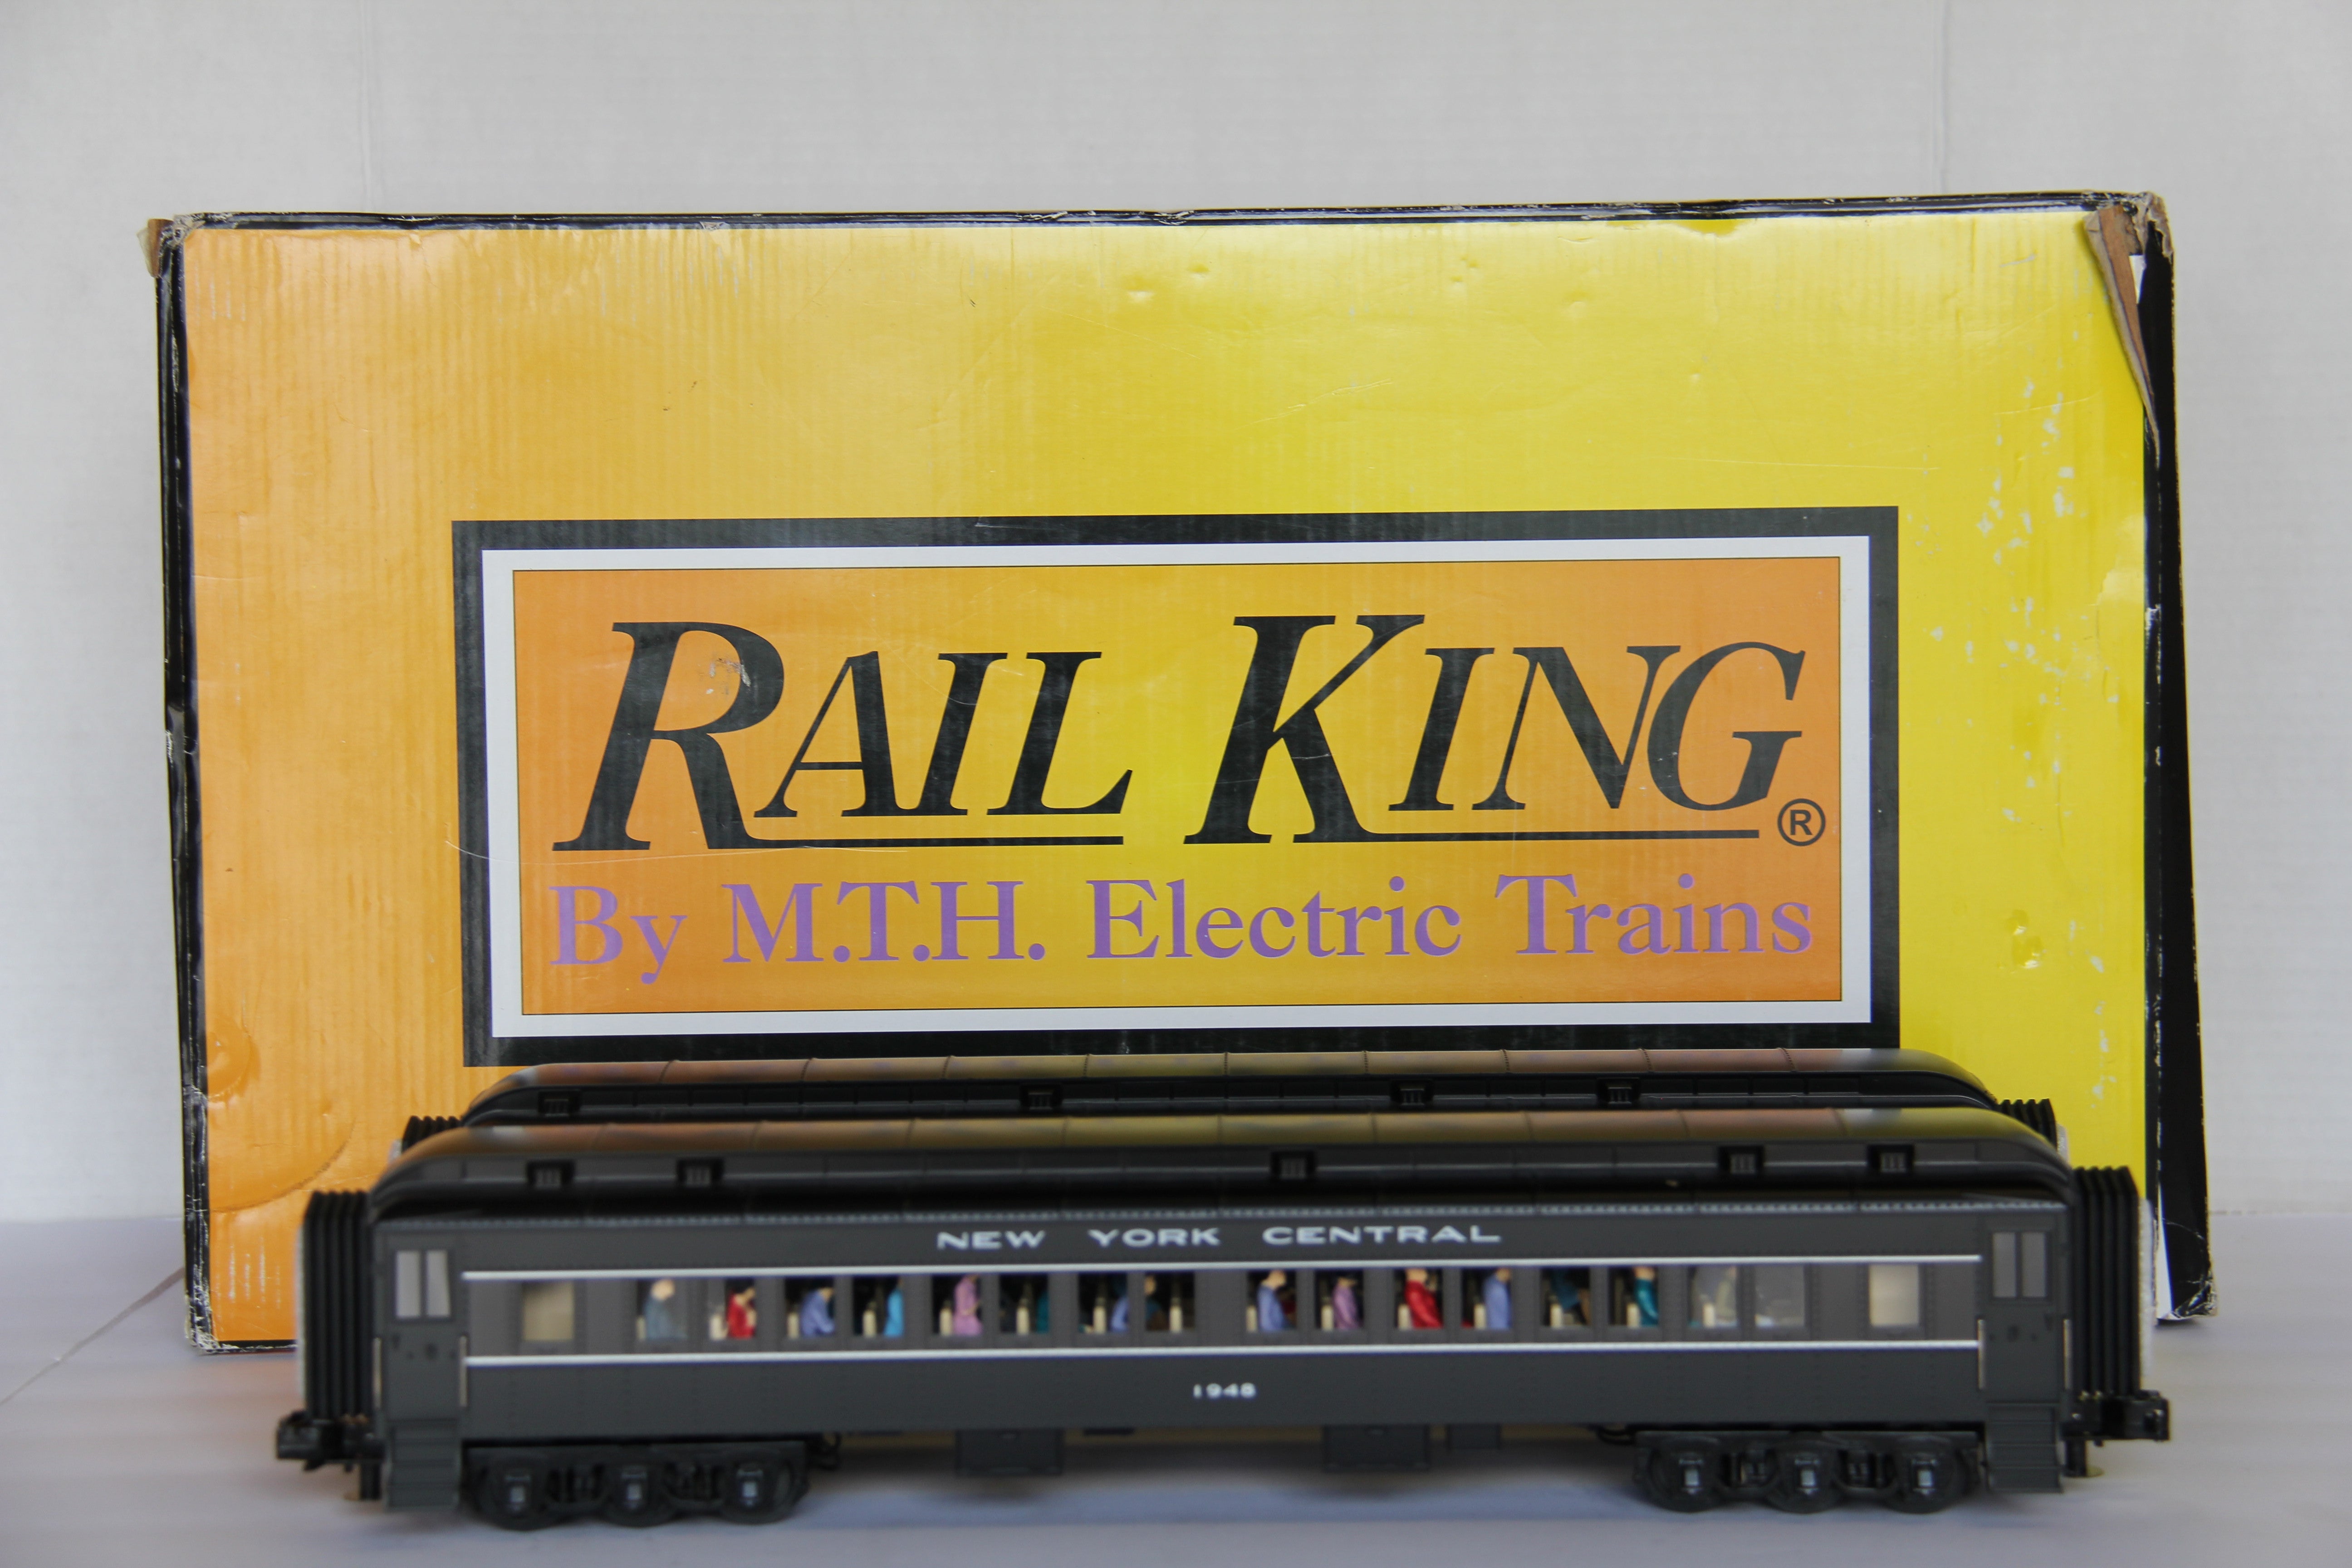 RAIL KING®
By M.T.H. Electric Trains
NEW YORK CENTRAL
1948